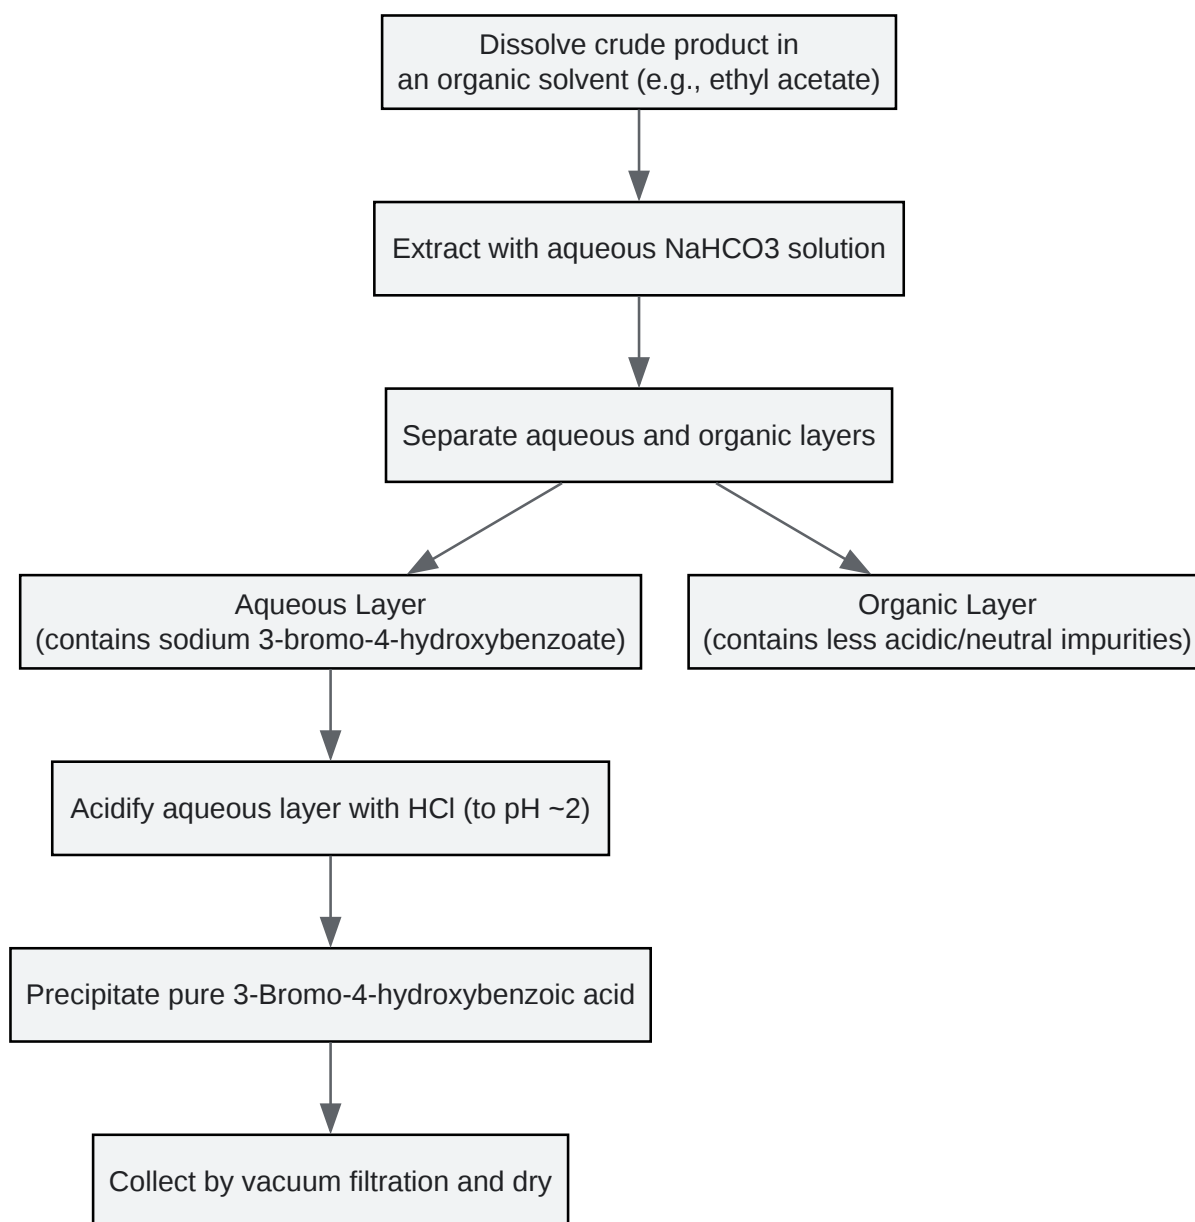 Dissolve crude product in
an organic solvent (e.g., ethyl acetate)
Extract with aqueous NaHCO3 solution
Separate aqueous and organic layers
Aqueous Layer
(contains sodium 3-bromo-4-hydroxybenzoate)
Organic Layer
(contains less acidic/neutral impurities)
Acidify aqueous layer with HCl (to pH ~2)
Precipitate pure 3-Bromo-4-hydroxybenzoic acid
Collect by vacuum filtration and dry